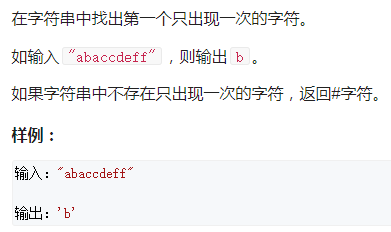 在字符串中找出第一个只出现一次的字符。
如输入"abaccdeff"，则输出b。
如果字符串中不存在只出现一次的字符，返回#字符。
样例：
输入："abaccdeff"
输出：'b'